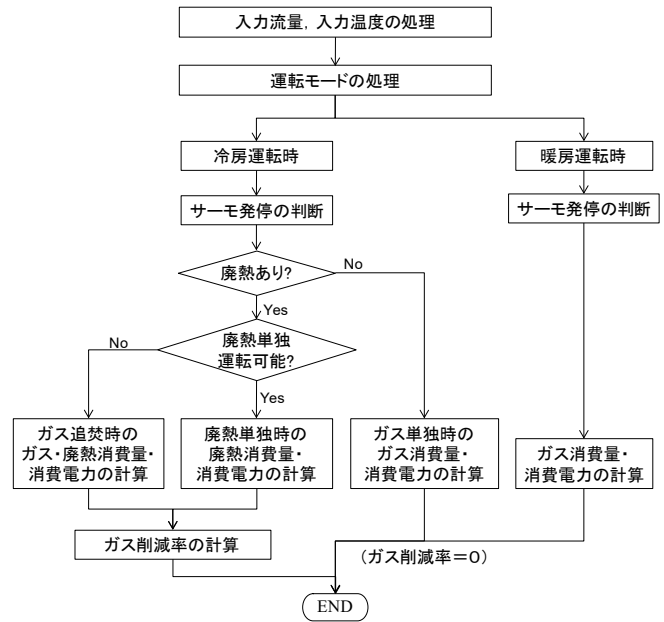 入力流量，入力温度の処理
運転モードの処理
冷房運転時
暖房運転時
サーモ発停の判断
サーモ発停の判断
廃熱あり?
No
Yes
廃熱単独
運転可能?
No
Yes
ガス追焚時の
ガス・廃熱消費量・
消費電力の計算
廃熱単独時の
廃熱消費量・
消費電力の計算
ガス単独時の
ガス消費量・
消費電力の計算
ガス消費量・
消費電力の計算
ガス削減率の計算
（ガス削減率＝0）
END